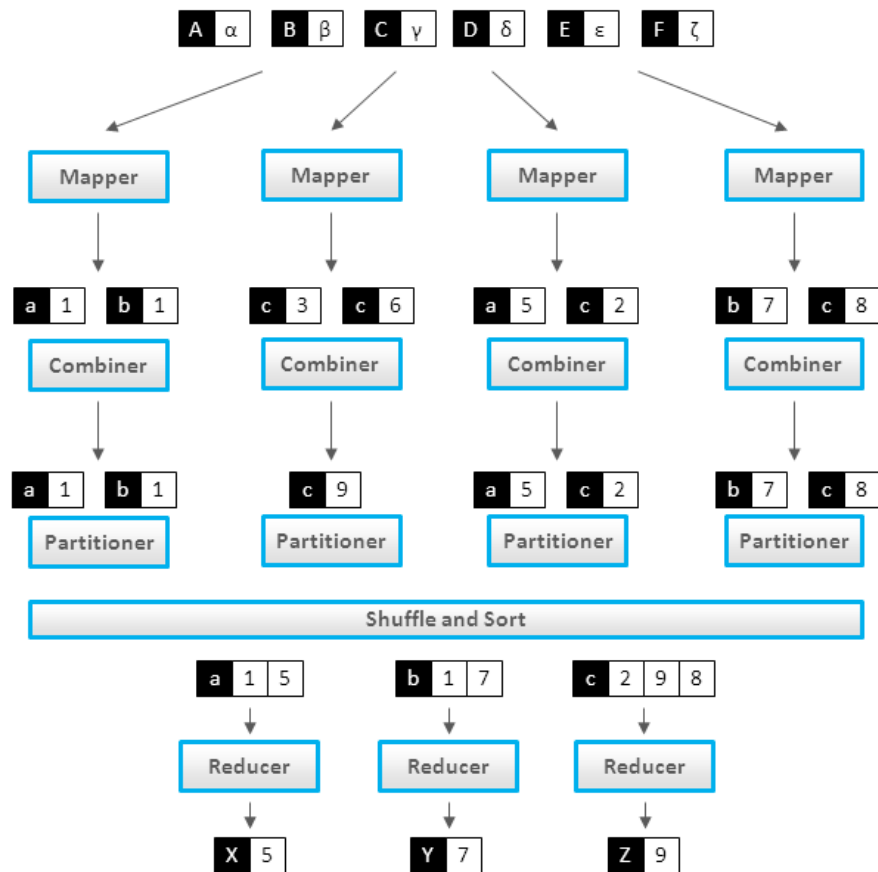 A α B β C γ D δ E ε F ζ
Mapper Mapper Mapper Mapper
a 1 b 1 c 3 c 6 a 5 c 2 b 7 c 8
Combiner Combiner Combiner Combiner
a 1 b 1 c 9 a 5 c 2 b 7 c 8
Partitioner Partitioner Partitioner Partitioner
Shuffle and Sort
a 1 5 b 1 7 c 2 9 8
Reducer Reducer Reducer
X 5 Y 7 Z 9